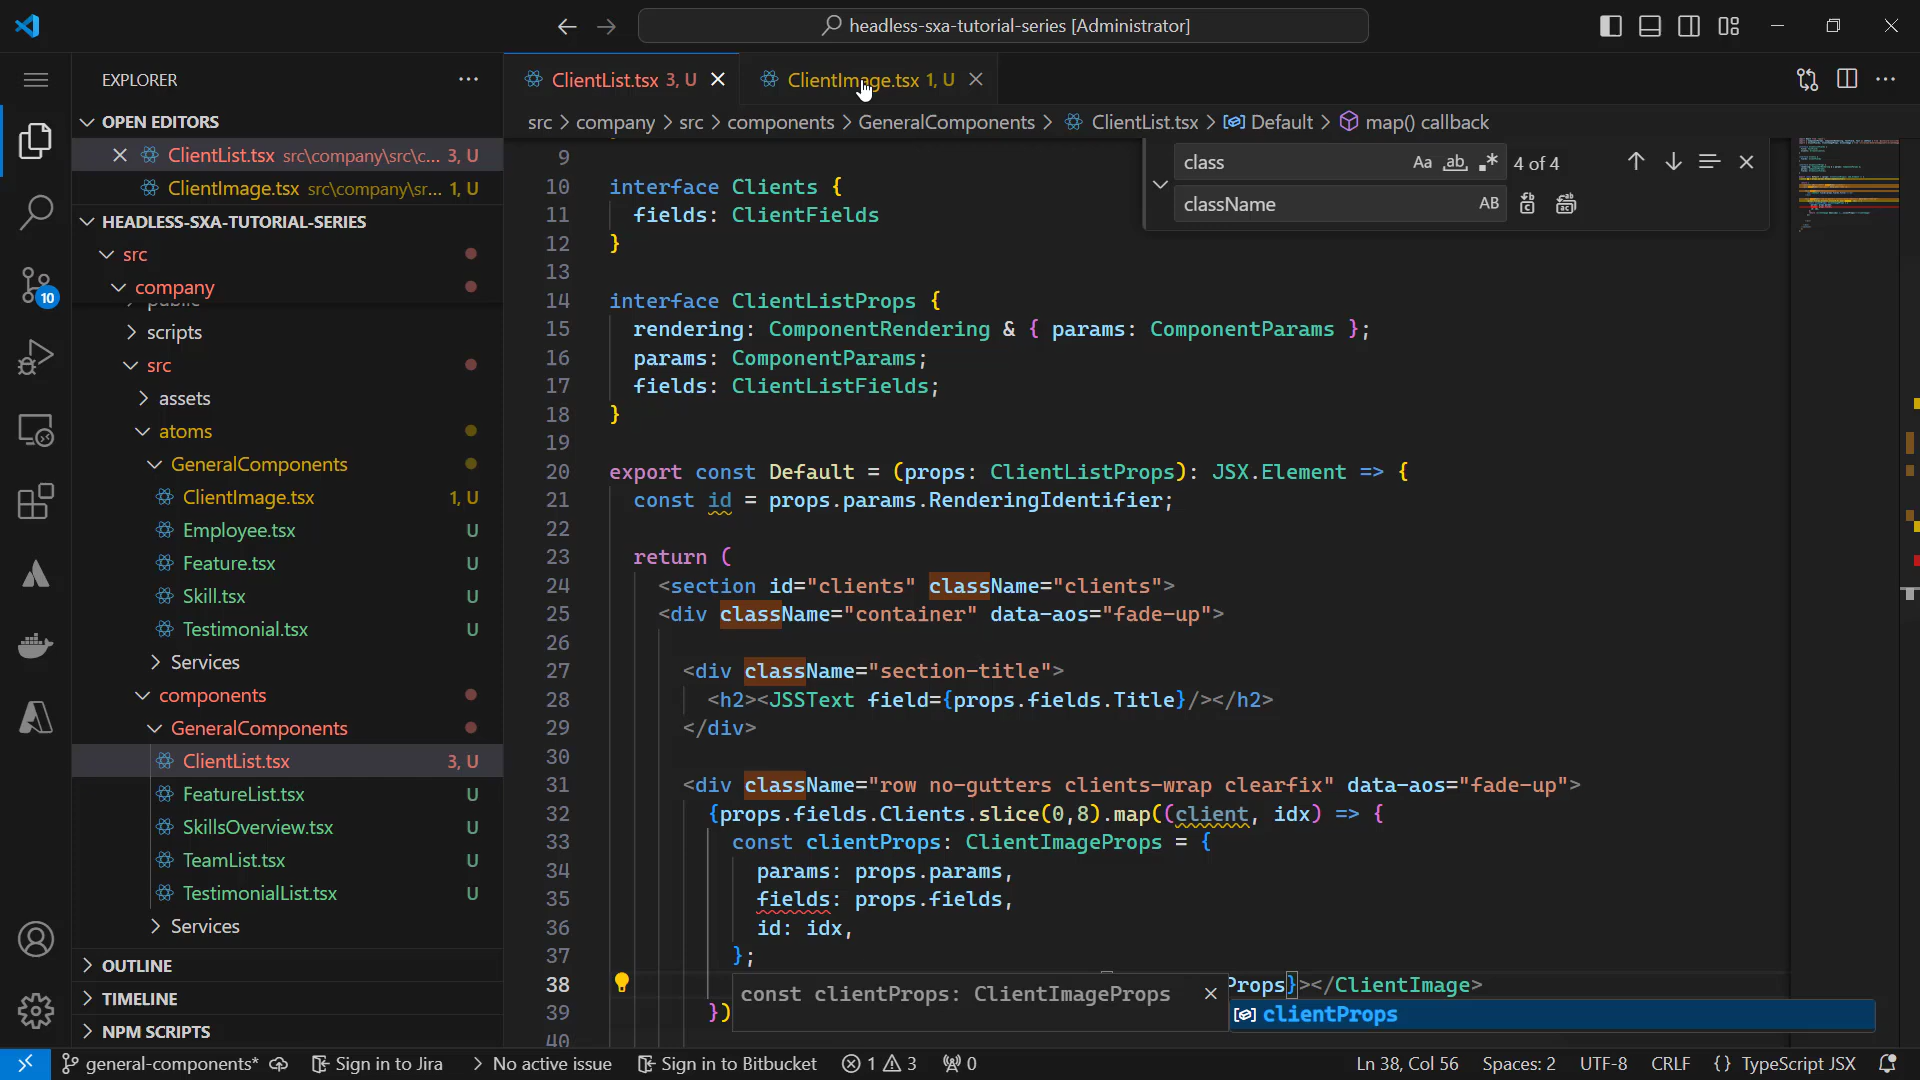 headless-sxa-tutorial-series [Administrator]
EXPLORER
OPEN EDITORS
ClientList.tsx src\company\src\c... 3, U
ClientImage.tsx src\company\sr... 1, U
HEADLESS-SXA-TUTORIAL-SERIES
src
company
public
scripts
src
assets
atoms
GeneralComponents
ClientImage.tsx 1, U
Employee.tsx U
Feature.tsx U
Skill.tsx U
Testimonial.tsx U
Services
components
GeneralComponents
ClientList.tsx 3, U
FeatureList.tsx U
SkillsOverview.tsx U
TeamList.tsx U
TestimonialList.tsx U
Services
OUTLINE
TIMELINE
NPM SCRIPTS
10
ClientList.tsx 3, U
ClientImage.tsx 1, U
src > company > src > components > GeneralComponents > ClientList.tsx > Default > map() callback
class Aa ab 4 of 4
className AB
9
10 interface Clients {
11 fields: ClientFields
12 }
13
14 interface ClientListProps {
15 rendering: ComponentRendering & { params: ComponentParams };
16 params: ComponentParams;
17 fields: ClientListFields;
18 }
19
20 export const Default = (props: ClientListProps): JSX.Element => {
21 const id = props.params.RenderingIdentifier;
22
23 return (
24 <section id="clients" className="clients">
25 <div className="container" data-aos="fade-up">
26
27 <div className="section-title">
28 <h2><JSSText field={props.fields.Title}/></h2>
29 </div>
30
31 <div className="row no-gutters clients-wrap clearfix" data-aos="fade-up">
32 {props.fields.Clients.slice(0,8).map((client, idx) => {
33 const clientProps: ClientImageProps = {
34 params: props.params,
35 fields: props.fields,
36 id: idx,
37 };
38 Props}></ClientImage>
const clientProps: ClientImageProps
clientProps
39 })
40
general-components* Sign in to Jira > No active issue Sign in to Bitbucket 1 3 0 Ln 38, Col 56 Spaces: 2 UTF-8 CRLF {} TypeScript JSX